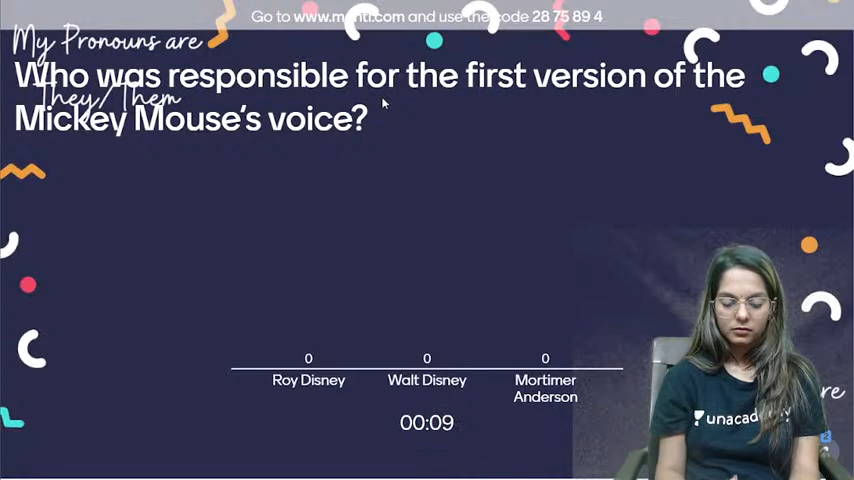 Go to www.menti.com and use the code 28 75 89 4
My Pronouns are
Who was responsible for the first version of the
They/Them
Mickey Mouse's voice?
0 0 0
Roy Disney Walt Disney Mortimer
Anderson
00:09
unacademy
re
2